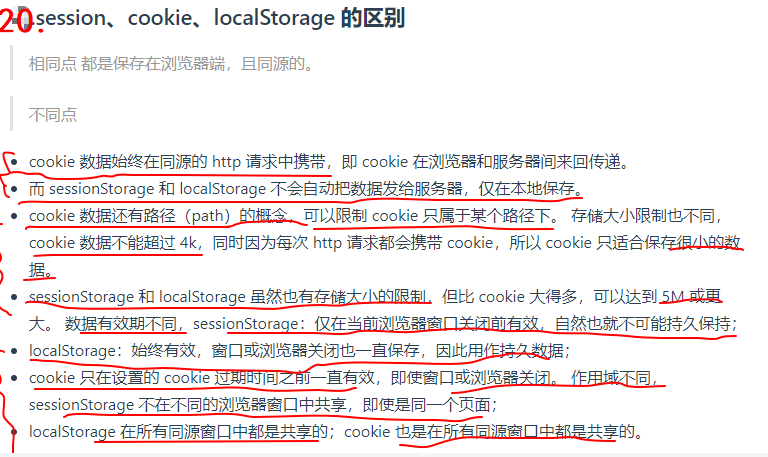 20.
.session、cookie、localStorage 的区别
相同点 都是保存在浏览器端，且同源的。
不同点
cookie 数据始终在同源的 http 请求中携带，即 cookie 在浏览器和服务器间来回传递。
而 sessionStorage 和 localStorage 不会自动把数据发给服务器，仅在本地保存。
cookie 数据还有路径（path）的概念，可以限制 cookie 只属于某个路径下。 存储大小限制也不同，
cookie 数据不能超过 4k，同时因为每次 http 请求都会携带 cookie，所以 cookie 只适合保存很小的数
据。
sessionStorage 和 localStorage 虽然也有存储大小的限制，但比 cookie 大得多，可以达到 5M 或更
大。 数据有效期不同，sessionStorage：仅在当前浏览器窗口关闭前有效，自然也就不可能持久保持；
localStorage：始终有效，窗口或浏览器关闭也一直保存，因此用作持久数据；
cookie 只在设置的 cookie 过期时间之前一直有效，即使窗口或浏览器关闭。 作用域不同，
sessionStorage 不在不同的浏览器窗口中共享，即使是同一个页面；
localStorage 在所有同源窗口中都是共享的；cookie 也是在所有同源窗口中都是共享的。